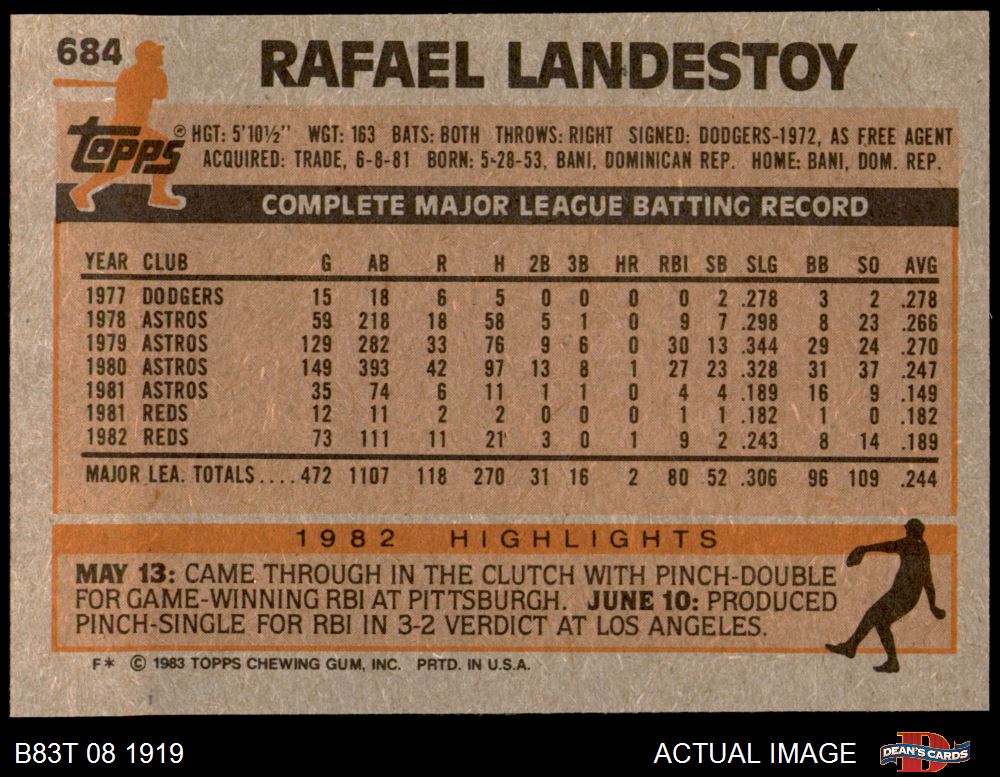 684
RAFAEL LANDESTOY
topps® HGT: 5'10½" WGT: 163 BATS: BOTH THROWS: RIGHT SIGNED: DODGERS-1972, AS FREE AGENT
ACQUIRED: TRADE, 6-8-81 BORN: 5-28-53, BANI, DOMINICAN REP. HOME: BANI, DOM. REP.
COMPLETE MAJOR LEAGUE BATTING RECORD
YEAR CLUB G AB R H 2B 3B HR RBI SB SLG BB SO AVG
1977 DODGERS 15 18 6 5 0 0 0 0 2 .278 3 2 .278
1978 ASTROS 59 218 18 58 5 1 0 9 7 .298 8 23 .266
1979 ASTROS 129 282 33 76 9 6 0 30 13 .344 29 24 .270
1980 ASTROS 149 393 42 97 13 8 1 27 23 .328 31 37 .247
1981 ASTROS 35 74 6 11 1 1 0 4 4 .189 16 9 .149
1981 REDS 12 11 2 2 0 0 0 1 1 .182 1 0 .182
1982 REDS 73 111 11 21 3 0 1 9 2 .243 8 14 .189
MAJOR LEA. TOTALS....472 1107 118 270 31 16 2 80 52 .306 96 109 .244
1982 HIGHLIGHTS
MAY 13: CAME THROUGH IN THE CLUTCH WITH PINCH-DOUBLE
FOR GAME-WINNING RBI AT PITTSBURGH. JUNE 10: PRODUCED
PINCH-SINGLE FOR RBI IN 3-2 VERDICT AT LOS ANGELES.
F* © 1983 TOPPS CHEWING GUM, INC. PRTD. IN U.S.A.
B83T 08 1919 ACTUAL IMAGE DEAN'S CARDS